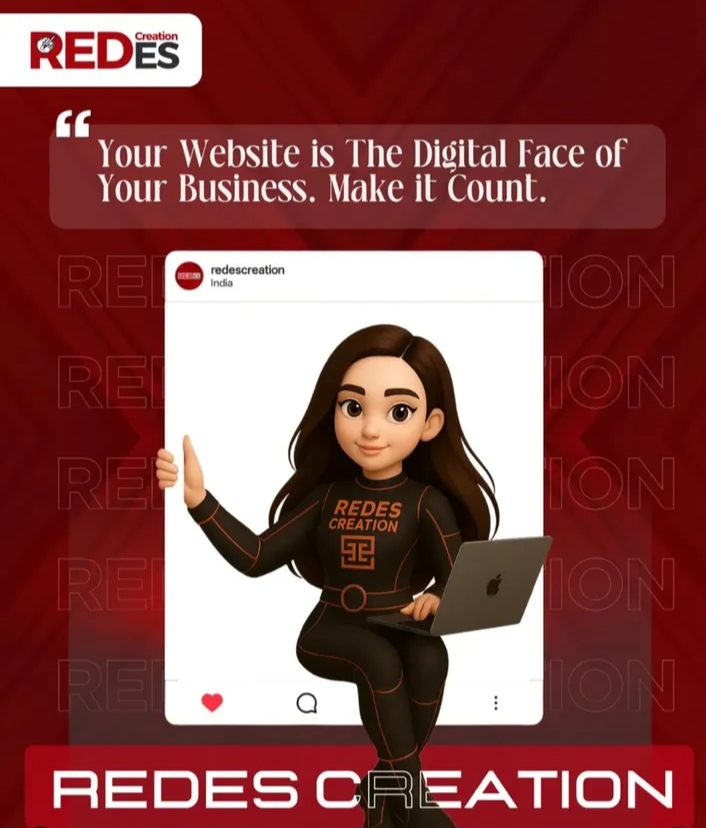 Creation
REDES
Your Website is The Digital Face of
Your Business. Make it Count.
redescreation
India
REDES
CREATION
REDES CREATION